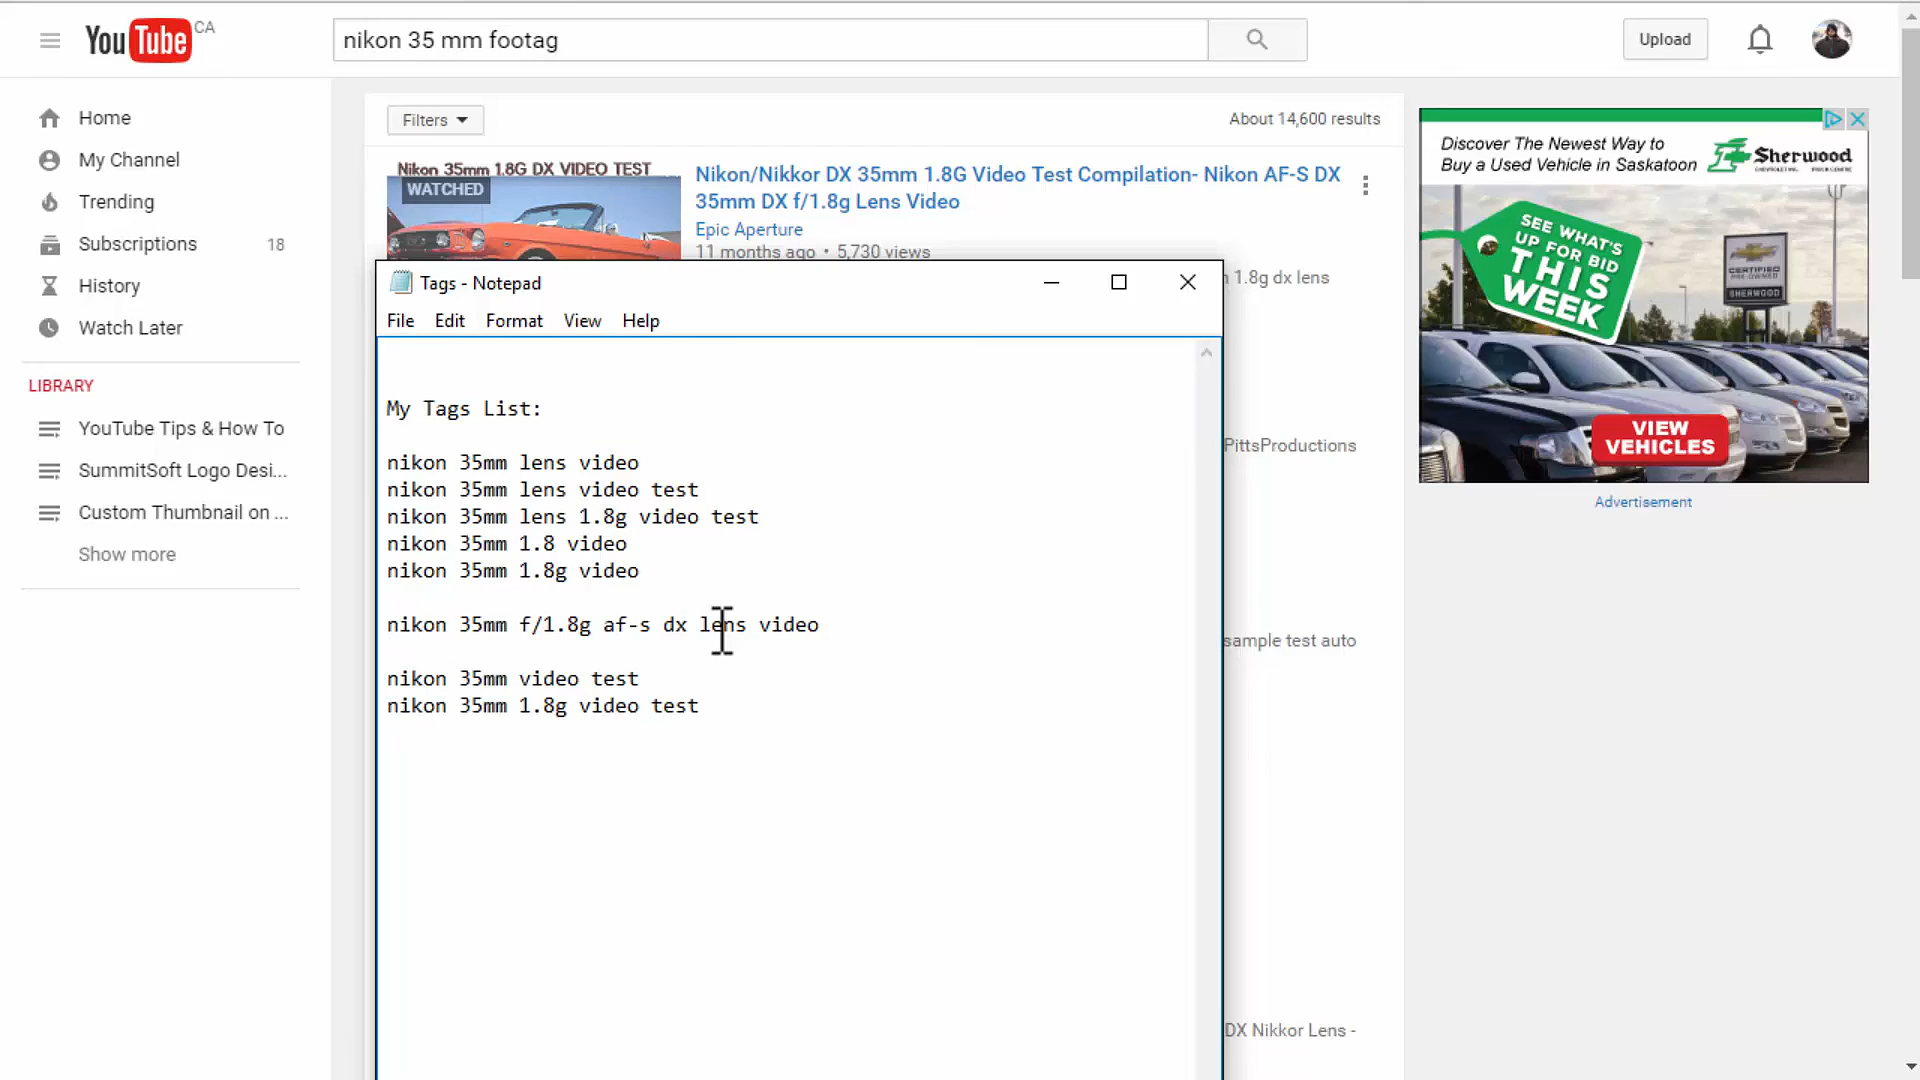 YouTube CA
nikon 35 mm footag
Upload
Home
My Channel
Trending
Subscriptions 18
History
Watch Later
LIBRARY
YouTube Tips & How To
SummitSoft Logo Desi...
Custom Thumbnail on ...
Show more
Filters
About 14,600 results
Nikon 35mm 1.8G DX VIDEO TEST
WATCHED
Nikon/Nikkor DX 35mm 1.8G Video Test Compilation- Nikon AF-S DX
35mm DX f/1.8g Lens Video
Epic Aperture
11 months ago • 5,730 views
1.8g dx lens
PittsProductions
sample test auto
DX Nikkor Lens -
Tags - Notepad
File Edit Format View Help
My Tags List:
nikon 35mm lens video
nikon 35mm lens video test
nikon 35mm lens 1.8g video test
nikon 35mm 1.8 video
nikon 35mm 1.8g video
nikon 35mm f/1.8g af-s dx lens video
nikon 35mm video test
nikon 35mm 1.8g video test
Discover The Newest Way to
Buy a Used Vehicle in Saskatoon
Sherwood
SEE WHAT'S
UP FOR BID
THIS
WEEK
CERTIFIED
PRE-OWNED
SHERWOOD
VIEW
VEHICLES
Advertisement